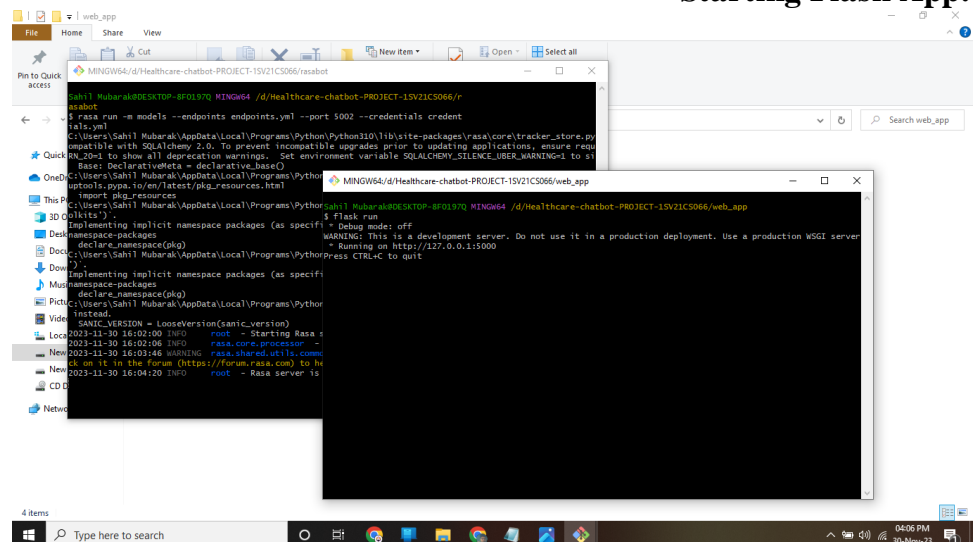 Starting Flash App:
web_app
File Home Share View
Pin to Quick access
Cut
New item
Open
Select all
MINGW64:/d/Healthcare-chatbot-PROJECT-1SV21CS066/rasabot
Search web_app
Sahil Mubarak@DESKTOP-8F0197Q MINGW64 /d/Healthcare-chatbot-PROJECT-1SV21CS066/r
asabot
$ rasa run -m models --endpoints endpoints.yml --port 5002 --credentials credent
ials.yml
C:\Users\Sahil Mubarak\AppData\Local\Programs\Python\Python310\lib\site-packages\rasa\core\tracker_store.py
ompatible with SQLAlchemy 2.0. To prevent incompatible upgrades prior to updating applications, ensure requ
RN_20=1 to show all deprecation warnings. Set environment variable SQLALCHEMY_SILENCE_UBER_WARNING=1 to si
Base: DeclarativeMeta = declarative_base()
C:\Users\Sahil Mubarak\AppData\Local\Programs\Python
uptools.pypa.io/en/latest/pkg_resources.html
import pkg_resources
C:\Users\Sahil Mubarak\AppData\Local\Programs\Python
olkits')`.
Implementing implicit namespace packages (as specifi
namespace-packages
declare_namespace(pkg)
C:\Users\Sahil Mubarak\AppData\Local\Programs\Python
')`.
Implementing implicit namespace packages (as specifi
namespace-packages
declare_namespace(pkg)
C:\Users\Sahil Mubarak\AppData\Local\Programs\Python
instead.
SANIC_VERSION = LooseVersion(sanic_version)
2023-11-30 16:02:00 INFO root - Starting Rasa s
2023-11-30 16:02:06 INFO rasa.core.processor -
2023-11-30 16:03:46 WARNING rasa.shared.utils.commo
ck on it in the forum (https://forum.rasa.com) to he
2023-11-30 16:04:20 INFO root - Rasa server is
MINGW64:/d/Healthcare-chatbot-PROJECT-1SV21CS066/web_app
Sahil Mubarak@DESKTOP-8F0197Q MINGW64 /d/Healthcare-chatbot-PROJECT-1SV21CS066/web_app
$ flask run
* Debug mode: off
WARNING: This is a development server. Do not use it in a production deployment. Use a production WSGI server
* Running on http://127.0.0.1:5000
Press CTRL+C to quit
Quick
OneDr
This P
3D O
Desk
Docu
Dow
Musi
Pictu
Vide
Loca
New
New
CD D
Netwo
4 items
Type here to search
04:06 PM
30-Nov-23